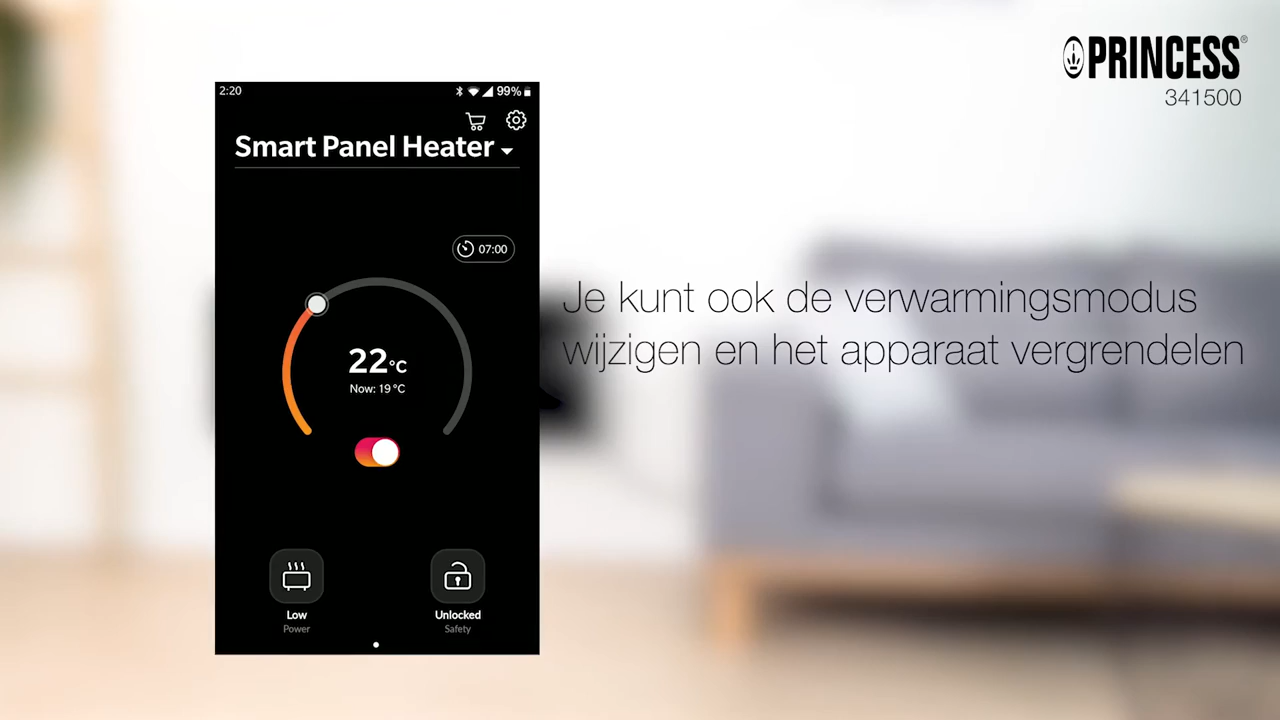 PRINCESS®
341500
2:20 99%
Smart Panel Heater
07:00
22°C
Now: 19°C
Low
Power
Unlocked
Safety
Je kunt ook de verwarmingsmodus
wijzigen en het apparaat vergrendelen